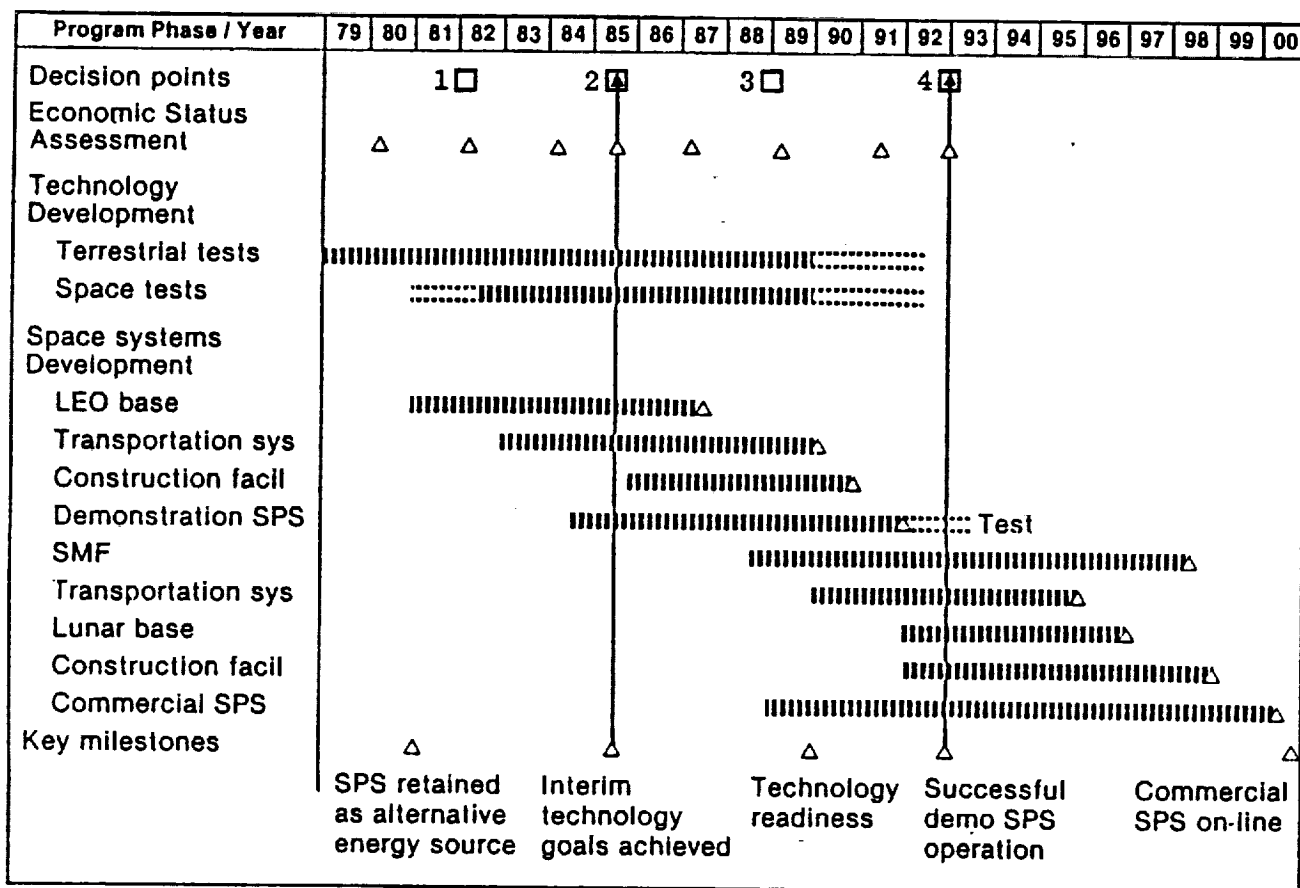 Program Phase / Year 79 80 81 82 83 84 85 86 87 88 89 90 91 92 93 94 95 96 97 98 99 00
Decision points 1 2 3 4
Economic Status
Assessment
Technology
Development
Terrestrial tests
Space tests
Space systems
Development
LEO base
Transportation sys
Construction facil
Demonstration SPS Test
SMF
Transportation sys
Lunar base
Construction facil
Commercial SPS
Key milestones
SPS retained
as alternative
energy source
Interim
technology
goals achieved
Technology
readiness
Successful
demo SPS
operation
Commercial
SPS on-line